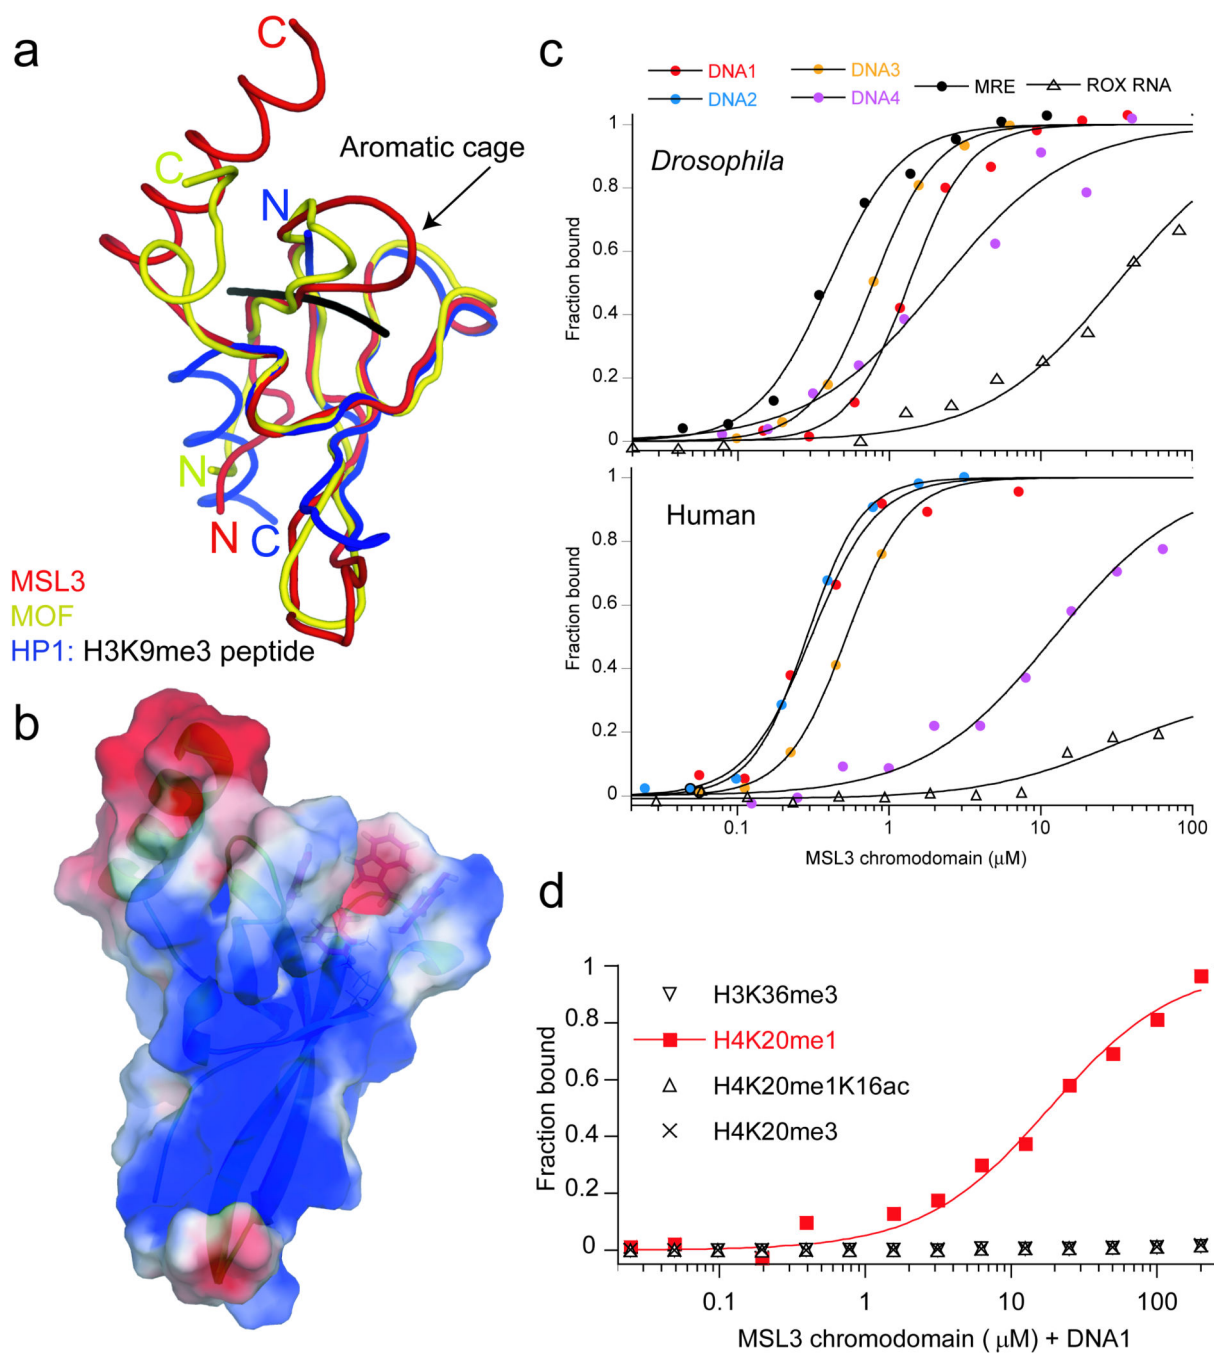 a
C
C
N
Aromatic cage
N
N
C
MSL3
MOF
HP1: H3K9me3 peptide
b
c
DNA1
DNA2
DNA3
DNA4
MRE
ROX RNA
Drosophila
Fraction bound
1
0.8
0.6
0.4
0.2
0
Human
Fraction bound
1
0.8
0.6
0.4
0.2
0
0.1
1
10
100
MSL3 chromodomain (μM)
d
H3K36me3
H4K20me1
H4K20me1K16ac
H4K20me3
Fraction bound
1
0.8
0.6
0.4
0.2
0
0.1
1
10
100
MSL3 chromodomain ( μM) + DNA1